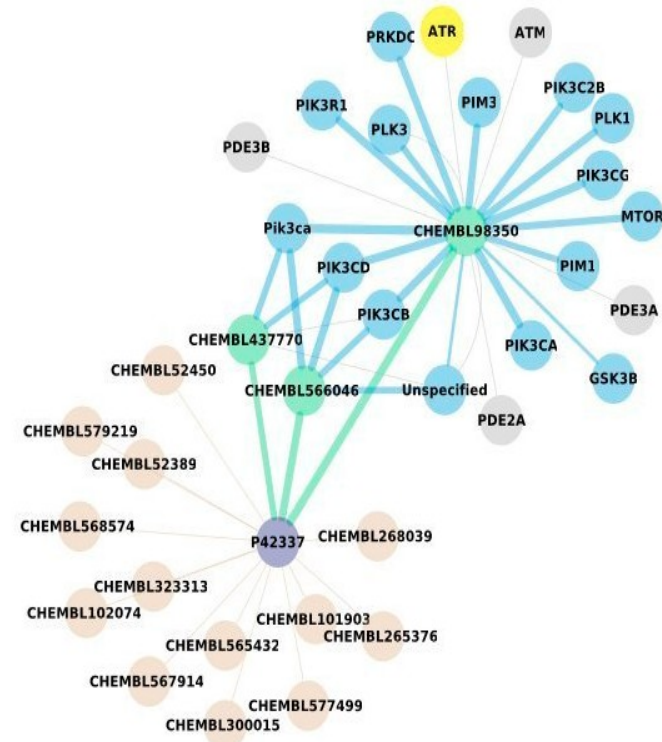 PRKDC
ATR
ATM
PIK3R1
PLK3
PIM3
PIK3C2B
PLK1
PDE3B
PIK3CG
Pik3ca
CHEMBL98350
MTOR
PIK3CD
PIM1
PIK3CB
PDE3A
CHEMBL437770
PIK3CA
CHEMBL52450
CHEMBL566046
Unspecified
GSK3B
PDE2A
CHEMBL579219
CHEMBL52389
CHEMBL568574
P42337
CHEMBL268039
CHEMBL323313
CHEMBL102074
CHEMBL101903
CHEMBL265376
CHEMBL565432
CHEMBL567914
CHEMBL577499
CHEMBL300015